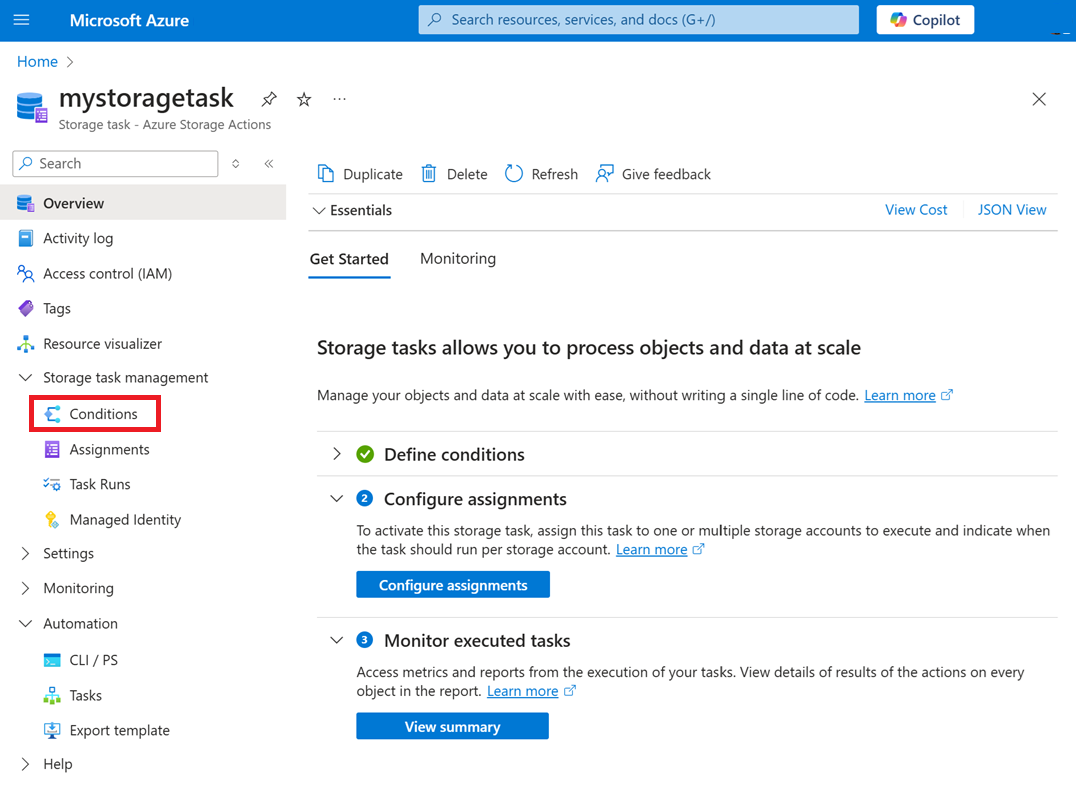 Microsoft Azure
Search resources, services, and docs (G+/)
Copilot
Home
mystoragetask
Storage task - Azure Storage Actions
Search
Overview
Activity log
Access control (IAM)
Tags
Resource visualizer
Storage task management
Conditions
Assignments
Task Runs
Managed Identity
Settings
Monitoring
Automation
CLI / PS
Tasks
Export template
Help
Duplicate
Delete
Refresh
Give feedback
Essentials
View Cost
JSON View
Get Started
Monitoring
Storage tasks allows you to process objects and data at scale
Manage your objects and data at scale with ease, without writing a single line of code. Learn more
Define conditions
2 Configure assignments
To activate this storage task, assign this task to one or multiple storage accounts to execute and indicate when
the task should run per storage account. Learn more
Configure assignments
3 Monitor executed tasks
Access metrics and reports from the execution of your tasks. View details of results of the actions on every
object in the report. Learn more
View summary